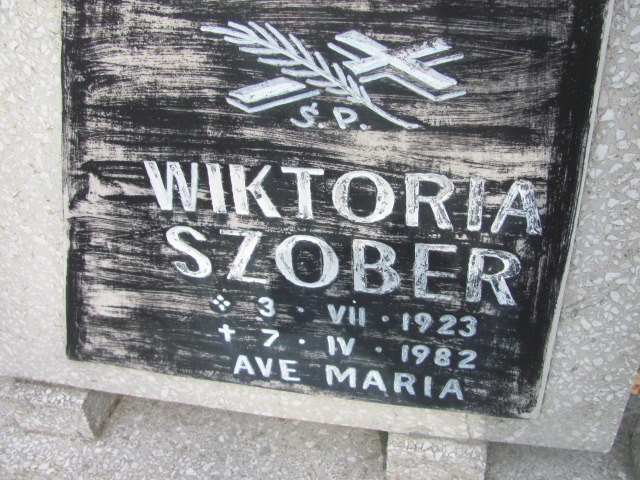 Ś.P.
WIKTORIA
SZOBER
✣ 3 · VII · 1923
✝ 7 · IV · 1982
AVE MARIA